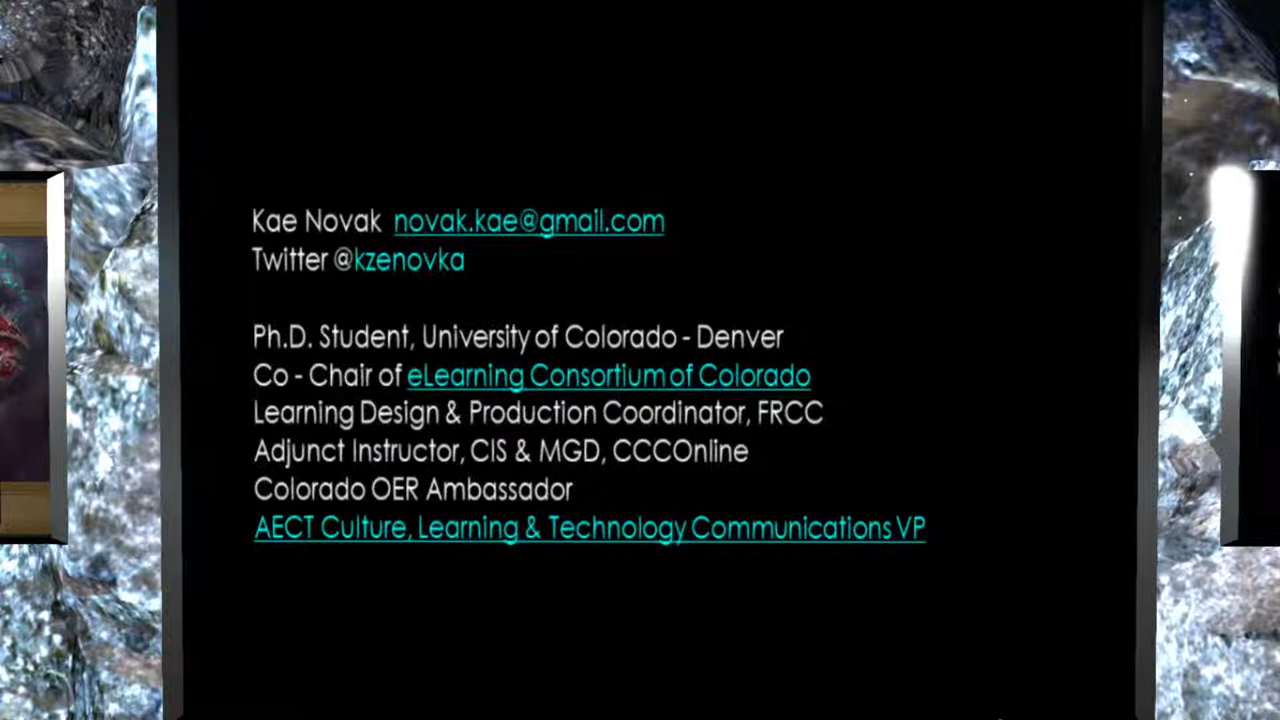 Kae Novak novak.kae@gmail.com
Twitter @kzenovka
Ph.D. Student, University of Colorado - Denver
Co - Chair of eLearning Consortium of Colorado
Learning Design & Production Coordinator, FRCC
Adjunct Instructor, CIS & MGD, CCCOnline
Colorado OER Ambassador
AECT Culture, Learning & Technology Communications VP